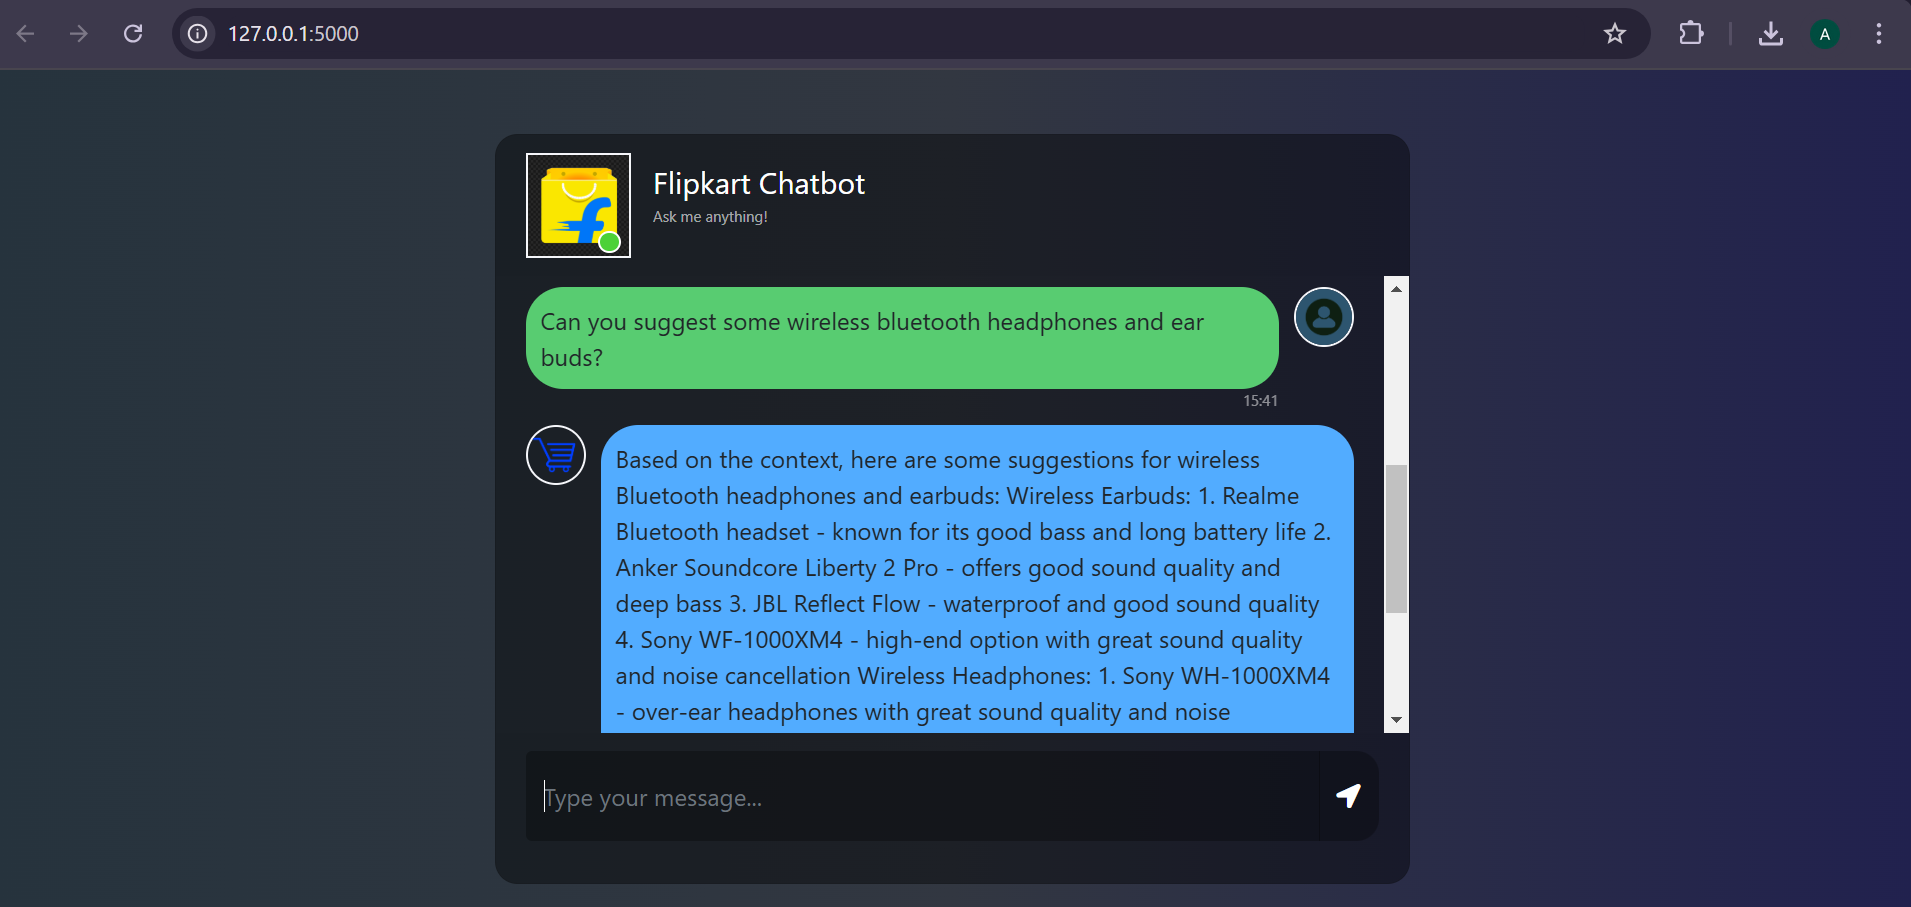 127.0.0.1:5000
A
Flipkart Chatbot
Ask me anything!
Can you suggest some wireless bluetooth headphones and ear
buds?
15:41
Based on the context, here are some suggestions for wireless
Bluetooth headphones and earbuds: Wireless Earbuds: 1. Realme
Bluetooth headset - known for its good bass and long battery life 2.
Anker Soundcore Liberty 2 Pro - offers good sound quality and
deep bass 3. JBL Reflect Flow - waterproof and good sound quality
4. Sony WF-1000XM4 - high-end option with great sound quality
and noise cancellation Wireless Headphones: 1. Sony WH-1000XM4
- over-ear headphones with great sound quality and noise
Type your message...